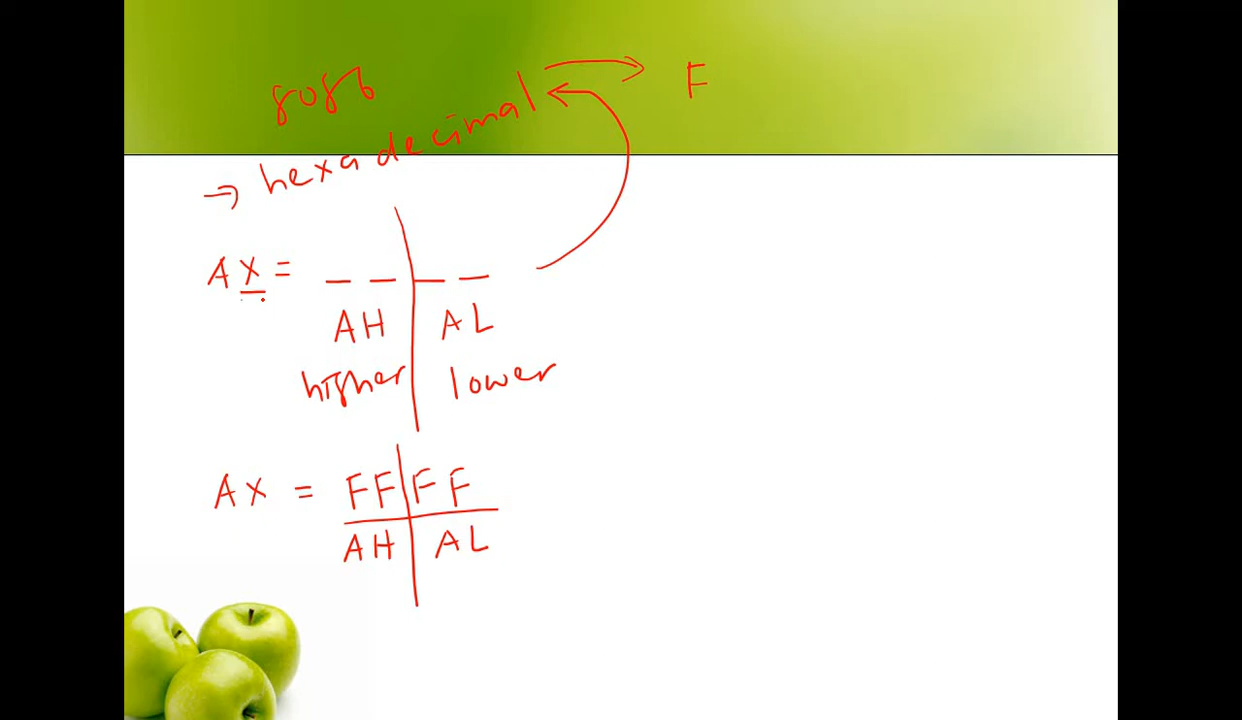 8086
→ hexadecimal → F
AX = _ _ _ _
AH AL
higher lower
AX = FF FF
AH AL